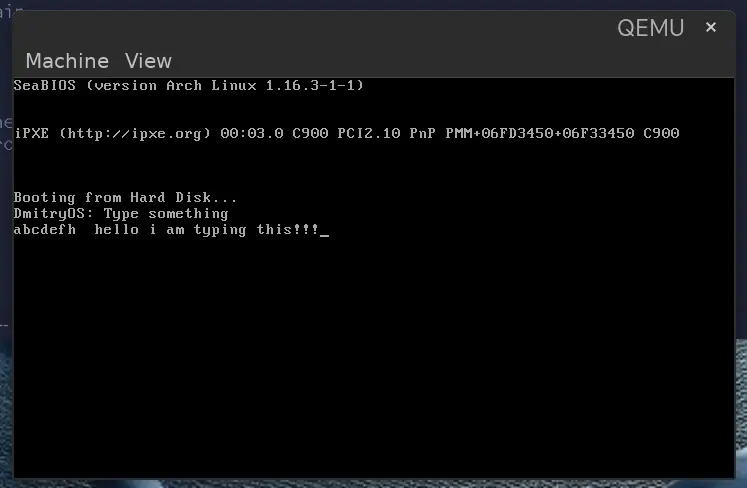 QEMU ×
Machine View
SeaBIOS (version Arch Linux 1.16.3-1-1)
iPXE (http://ipxe.org) 00:03.0 C900 PCI2.10 PnP PMM+06FD3450+06F33450 C900
Booting from Hard Disk...
DmitryOS: Type something
abcdefh  hello i am typing this!!!_